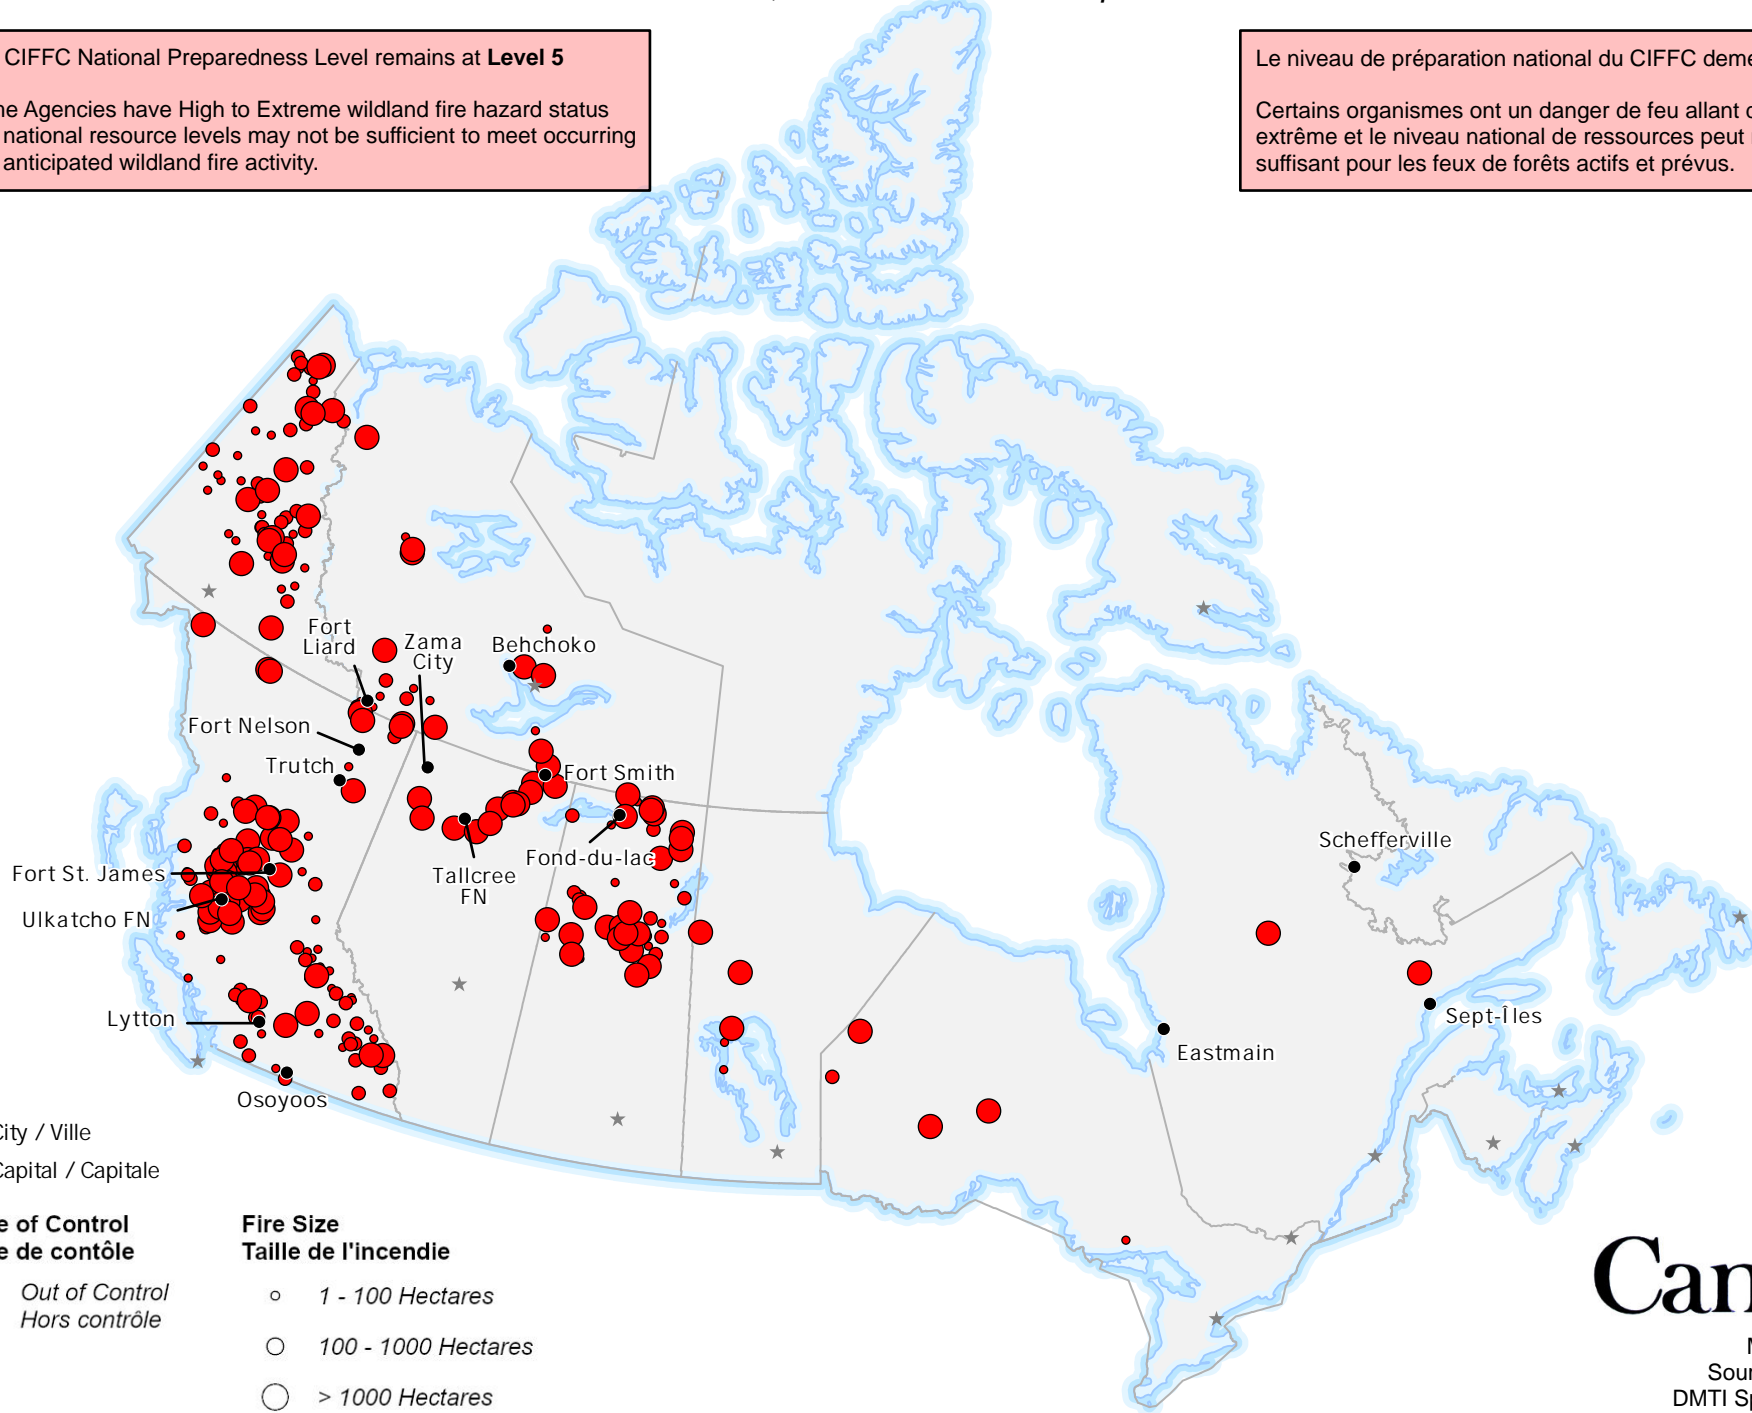 CIFFC National Preparedness Level remains at Level 5
Agencies have High to Extreme wildland fire hazard status
national resource levels may not be sufficient to meet occurring
anticipated wildland fire activity.
Le niveau de préparation national du CIFFC
Certains organismes ont un danger de feu allant
extrême et le niveau national de ressources peut
suffisant pour les feux de forêts actifs et prévus.
Fort
Liard
Zama
City
Behchoko
Fort Nelson
Trutch
Fort Smith
Fond-du-lac
Tallcree
FN
Fort St. James
Ulkatcho FN
Lytton
Osoyoos
Schefferville
Sept-Îles
Eastmain
City / Ville
Capital / Capitale
of Control
de contôle
Out of Control
Hors contrôle
Fire Size
Taille de l'incendie
1 - 100 Hectares
100 - 1000 Hectares
> 1000 Hectares
Can
DMTI